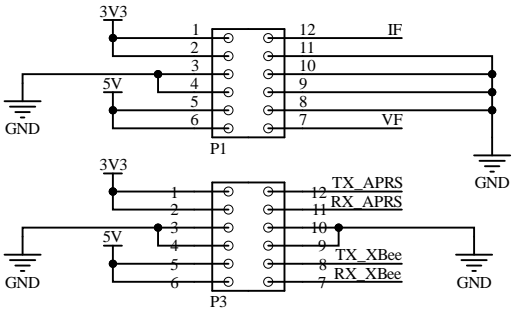 3V3
1 12 IF
2 11
3 10
4 9
5V
5 8
6 7 VF
GND
P1
GND
3V3
1 12 TX_APRS
2 11 RX_APRS
3 10
4 9
5V
5 8 TX_XBee
6 7 RX_XBee
GND
P3
GND